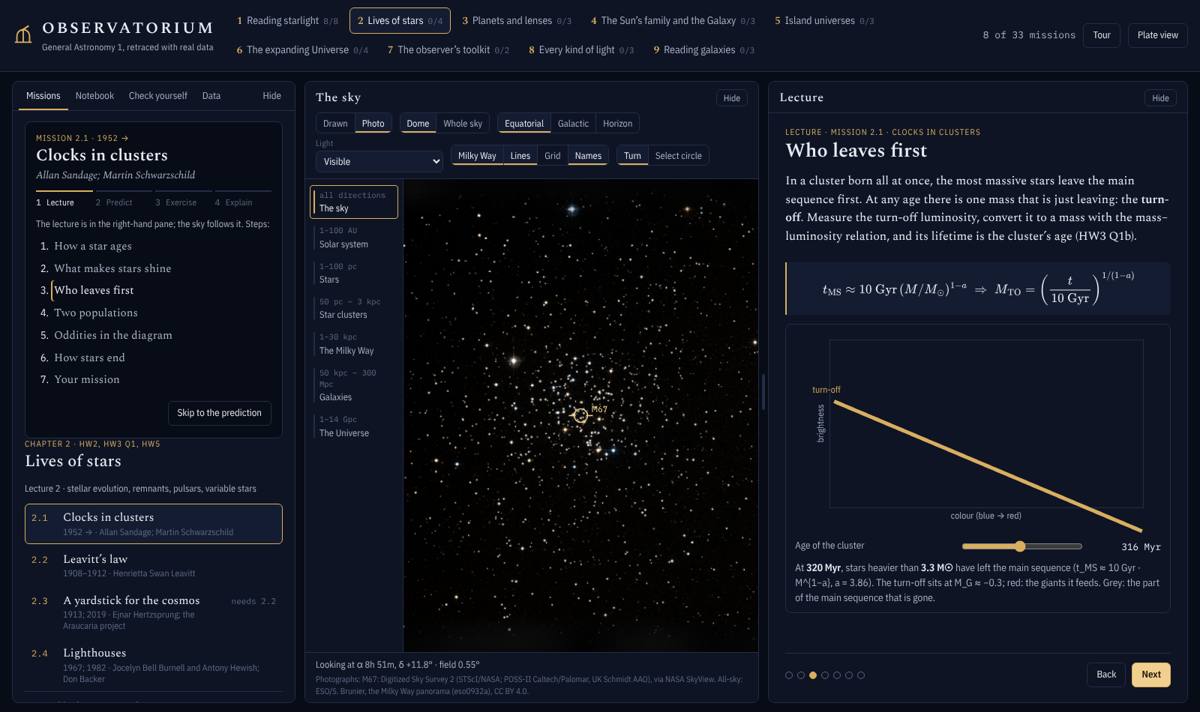 OBSERVATORIUM
General Astronomy 1, retraced with real data
1 Reading starlight 8/8
2 Lives of stars 0/4
3 Planets and lenses 0/3
4 The Sun's family and the Galaxy 0/3
5 Island universes 0/3
6 The expanding Universe 0/4
7 The observer's toolkit 0/2
8 Every kind of light 0/3
9 Reading galaxies 0/3
8 of 33 missions
Tour
Plate view
Missions
Notebook
Check yourself
Data
Hide
MISSION 2.1 · 1952 →
Clocks in clusters
Allan Sandage; Martin Schwarzschild
1 Lecture
2 Predict
3 Exercise
4 Explain
The lecture is in the right-hand pane; the sky follows it. Steps:
1. How a star ages
2. What makes stars shine
3. Who leaves first
4. Two populations
5. Oddities in the diagram
6. How stars end
7. Your mission
Skip to the prediction
CHAPTER 2 · HW2, HW3 Q1, HW5
Lives of stars
Lecture 2 · stellar evolution, remnants, pulsars, variable stars
2.1 Clocks in clusters
1952 → · Allan Sandage; Martin Schwarzschild
2.2 Leavitt's law
1908–1912 · Henrietta Swan Leavitt
2.3 A yardstick for the cosmos needs 2.2
1913; 2019 · Ejnar Hertzsprung; the
Araucaria project
2.4 Lighthouses
1967; 1982 · Jocelyn Bell Burnell and Antony Hewish;
Don Backer
The sky
Hide
Drawn
Photo
Dome
Whole sky
Equatorial
Galactic
Horizon
Light
Visible
Milky Way
Lines
Grid
Names
Turn
Select circle
all directions
The sky
1–100 AU
Solar system
1–100 pc
Stars
50 pc – 3 kpc
Star clusters
1–30 kpc
The Milky Way
50 kpc – 300
Mpc
Galaxies
1–14 Gpc
The Universe
M67
Looking at α 8h 51m, δ +11.8° · field 0.55°
Photographs: M67: Digitized Sky Survey 2 (STScI/NASA; POSS-II Caltech/Palomar, UK Schmidt AAO), via NASA SkyView. All-sky:
ESO/S. Brunier, the Milky Way panorama (eso0932a), CC BY 4.0.
Lecture
Hide
LECTURE · MISSION 2.1 · CLOCKS IN CLUSTERS
Who leaves first
In a cluster born all at once, the most massive stars leave the main
sequence first. At any age there is one mass that is just leaving: the turn-
off. Measure the turn-off luminosity, convert it to a mass with the mass–
luminosity relation, and its lifetime is the cluster's age (HW3 Q1b).
t_MS ≈ 10 Gyr (M/M_⊙)^{1−a} ⇒ M_TO = (t / 10 Gyr)^{1/(1−a)}
turn-off
brightness
colour (blue → red)
Age of the cluster
316 Myr
At 320 Myr, stars heavier than 3.3 M☉ have left the main sequence (t_MS ≈ 10 Gyr ·
M^{1−a}, a = 3.86). The turn-off sits at M_G ≈ −0.3; red: the giants it feeds. Grey: the part
of the main sequence that is gone.
Back
Next